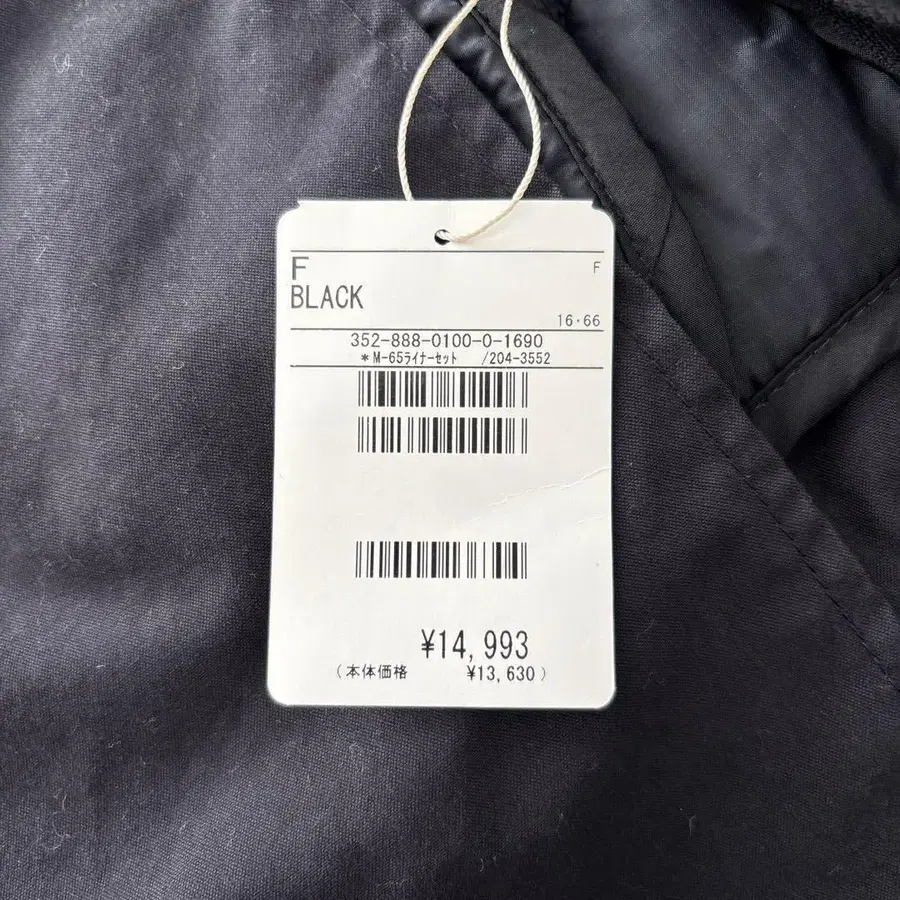 F F
BLACK
16・66
352-888-0100-0-1690
*M-65ﾗｲﾅｰｾｯﾄ /204-3552
¥14,993
(本体価格 ¥13,630)